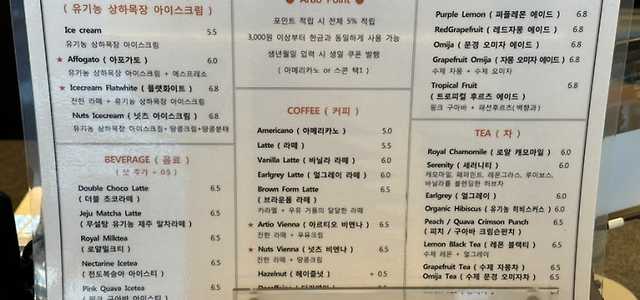 ( 유기농 상하목장 아이스크림 )
Ice cream 5.5
유기농 상하목장 아이스크림
★ Affogato ( 아포가토 ) 6.0
유기농 상하목장 아이스크림 + 에스프레소
★ Icecream Flatwhite ( 플랫화이트 ) 6.8
진한 라떼 + 유기농 상하목장 아이스크림
Nuts Icecream ( 넛츠 아이스크림 ) 6.8
유기농 상하목장 아이스크림+땅콩크림+땅콩분태
BEVERAGE ( 음료 )
( 샷 추가 + 0.5 )
Double Choco Latte 6.5
( 더블 초코라떼 )
Jeju Matcha Latte 6.5
( 무설탕 유기농 제주 말차라떼 )
Royal Milktea 6.5
( 로얄밀크티 )
Nectarine Icetea 6.5
( 천도복숭아 아이스티 )
Pink Quava Icetea 6.5
( 핑크 구아바 아이스티 )
Artio Point
포인트 적립 시 전체 5% 적립
3,000원 이상부터 현금과 동일하게 사용 가능
생년월일 입력 시 생일 쿠폰 발행
( 아메리카노 or 스콘 택1 )
COFFEE ( 커피 )
Americano ( 아메리카노 ) 5.0
Latte ( 라떼 ) 5.5
Vanilla Latte ( 바닐라 라떼 ) 6.0
Earlgrey Latte ( 얼그레이 라떼 ) 6.0
Brown Form Latte 6.5
( 브라운폼 라떼 )
카라멜 + 우유 거품의 달달한 라떼
★ Artio Vienna ( 아르티오 비엔나 ) 6.5
진한 라떼 + 우유크림
★ Nuts Vienna ( 넛츠 비엔나 ) 6.5
진한 라떼 + 땅콩크림
Hazelnut ( 헤이즐넛 ) + 0.5
Purple Lemon ( 퍼플레몬 에이드 ) 6.8
RedGrapefruit ( 레드자몽 에이드 ) 6.8
Omija ( 문경 오미자 에이드 ) 6.8
Grapefruit Omija ( 자몽 오미자 에이드 ) 6.8
수제 자몽 + 수제 오미자
Tropical Fruit 6.8
( 트로피컬 후르츠 에이드 )
핑크 구아바 + 패션후르츠( 백향과 )
TEA ( 차 )
Royal Chamomile ( 로얄 캐모마일 ) 6.0
Serenity ( 세러니티 ) 6.0
캐모마일, 페퍼민트, 레몬그라스, 루이보스,
바닐라를 블렌딩한 허브차
Earlgrey ( 얼그레이 ) 6.0
Organic Hibiscus ( 유기농 히비스커스 ) 6.0
Peach / Quava Crimson Punch 6.5
( 피치 / 구아바 크림슨펀치 )
Lemon Black Tea ( 레몬 블랙티 ) 6.5
수제 레몬 + 얼그레이
Grapefruit Tea ( 수제 자몽차 ) 6.5
Omija Tea ( 수제 문경 오미자차 ) 6.5